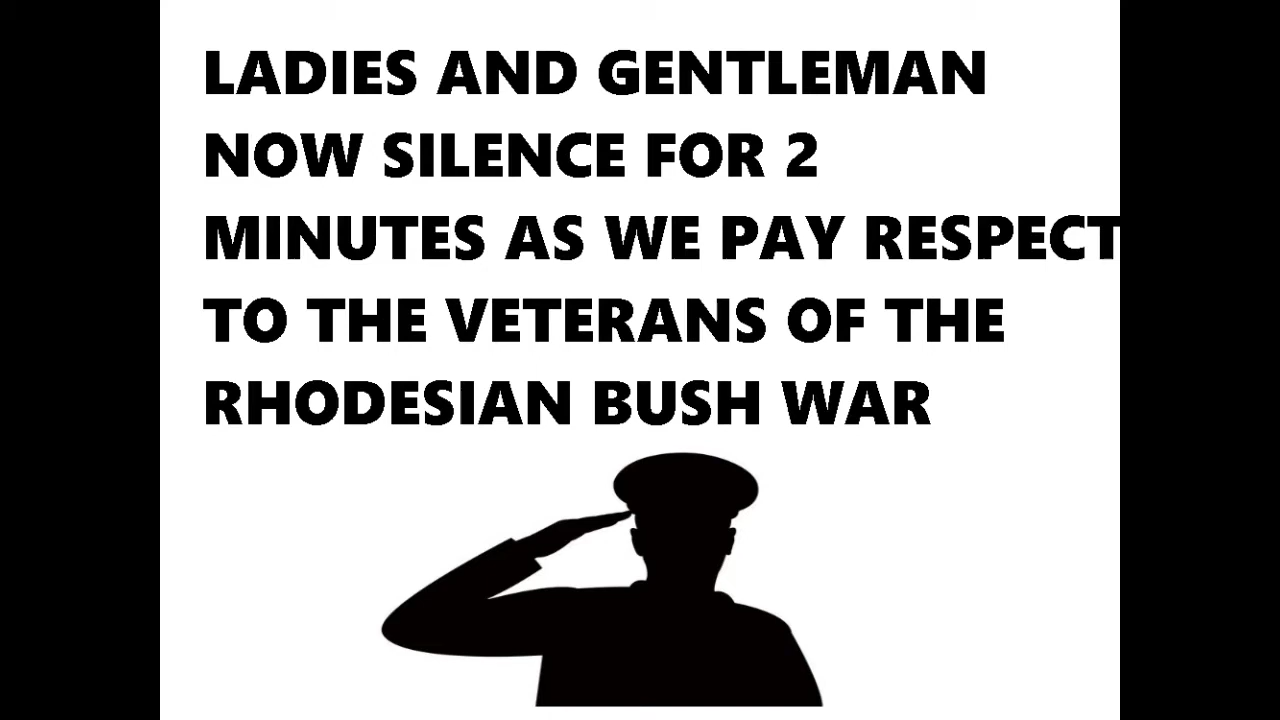 LADIES AND GENTLEMAN
NOW SILENCE FOR 2
MINUTES AS WE PAY RESPECT
TO THE VETERANS OF THE
RHODESIAN BUSH WAR